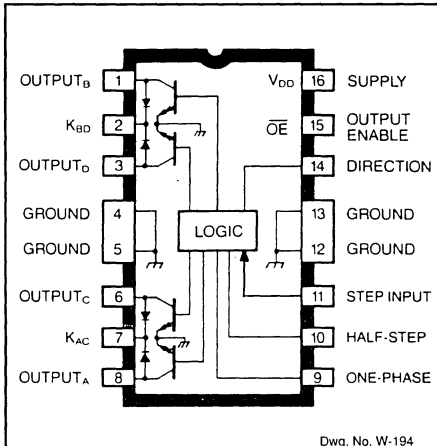 OUTPUT_B 1
K_BD 2
OUTPUT_D 3
GROUND 4
GROUND 5
OUTPUT_C 6
K_AC 7
OUTPUT_A 8
LOGIC
V_DD 16 SUPPLY
OE 15 OUTPUT
ENABLE
14 DIRECTION
13 GROUND
12 GROUND
11 STEP INPUT
10 HALF-STEP
9 ONE-PHASE
Dwg. No. W-194